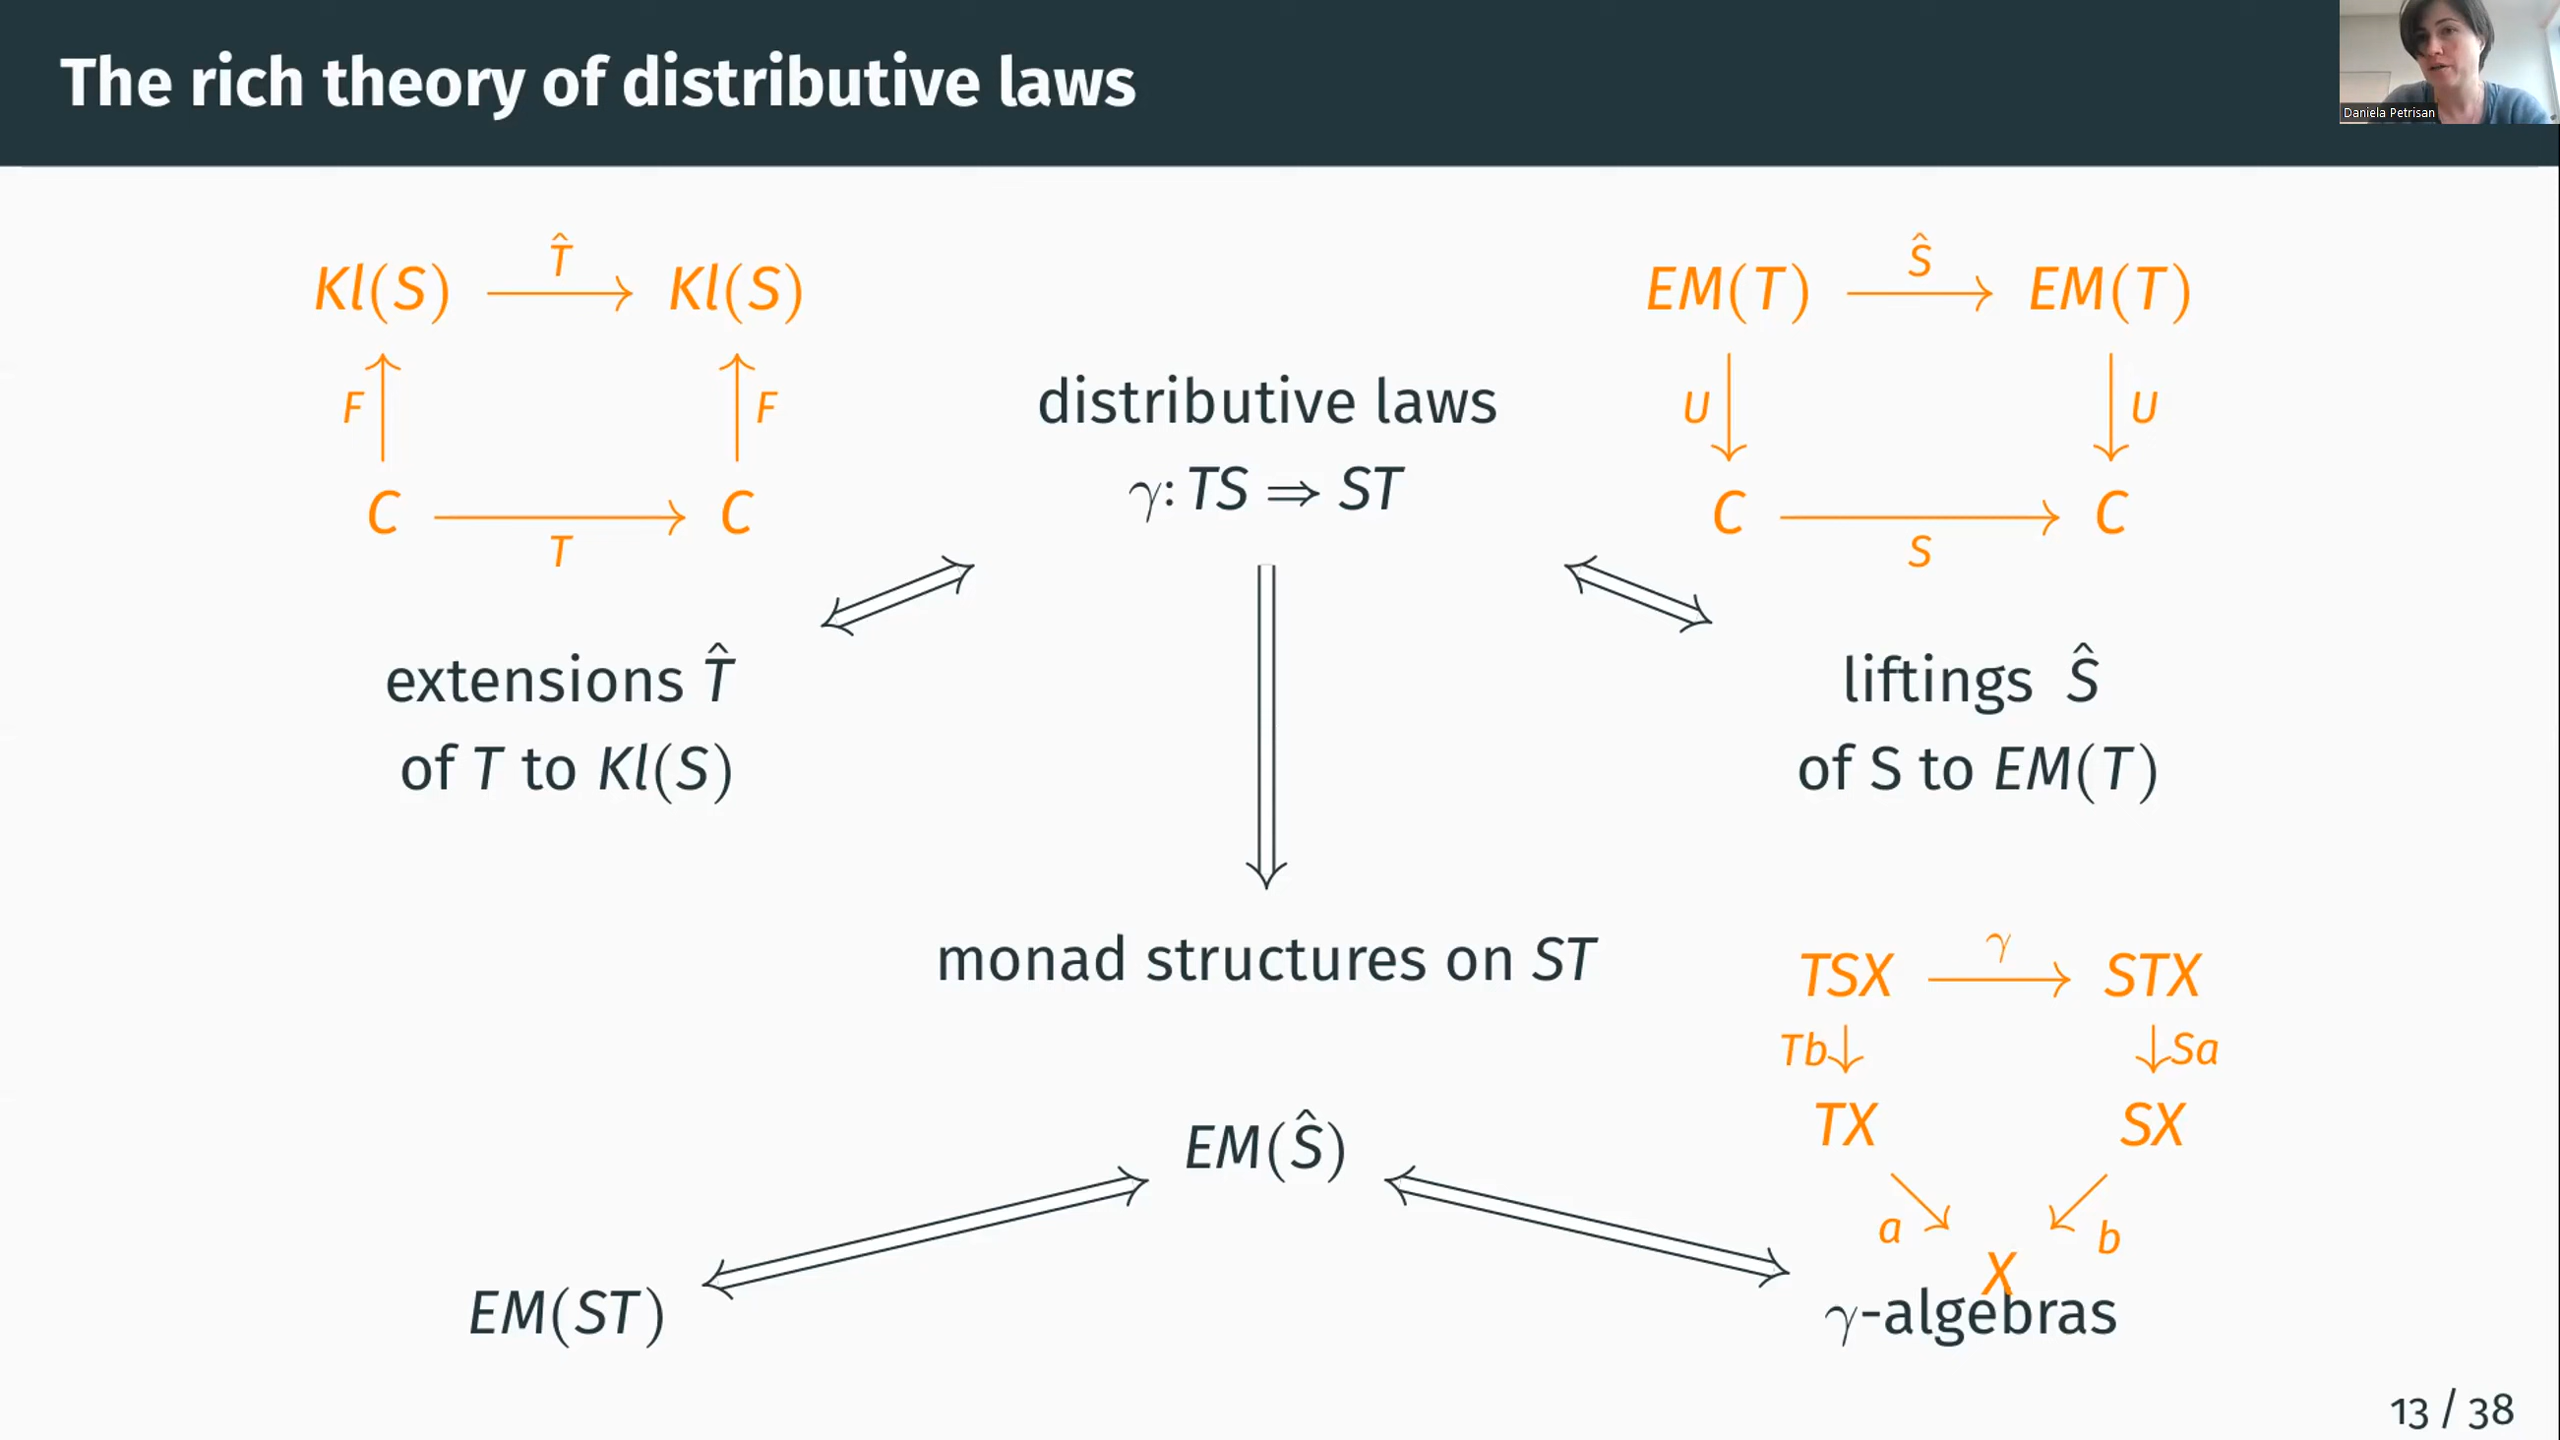 The rich theory of distributive laws
Daniela Petrisan
Kl(S) T̂ Kl(S)
F F
C T C
distributive laws
γ: TS ⇒ ST
EM(T) Ŝ EM(T)
U U
C S C
extensions T̂
of T to Kl(S)
liftings Ŝ
of S to EM(T)
monad structures on ST
TSX γ STX
Tb Sa
TX SX
a b
X
EM(Ŝ)
EM(ST)
γ-algebras
13 / 38